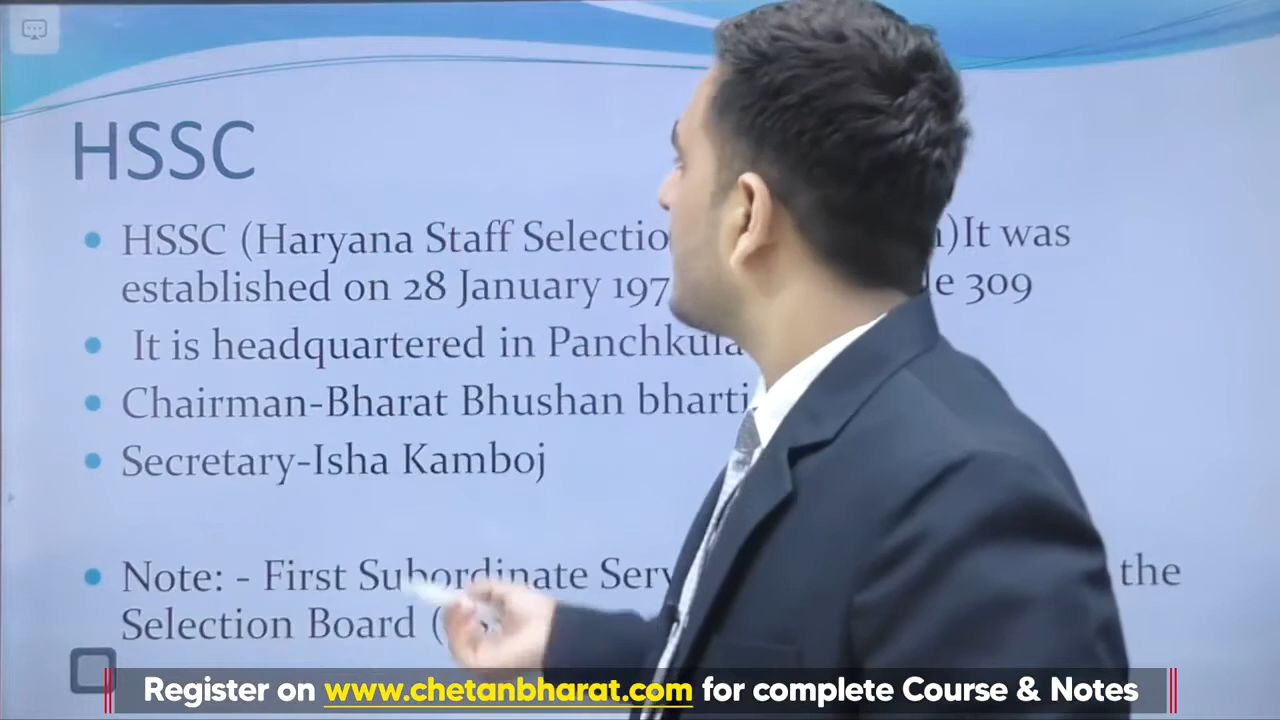 HSSC
• HSSC (Haryana Staff Selectio )It was
established on 28 January 197 309
• It is headquartered in Panchkula
• Chairman-Bharat Bhushan bharti
• Secretary-Isha Kamboj
• Note: - First Subordinate Serv the
Selection Board (
Register on www.chetanbharat.com for complete Course & Notes